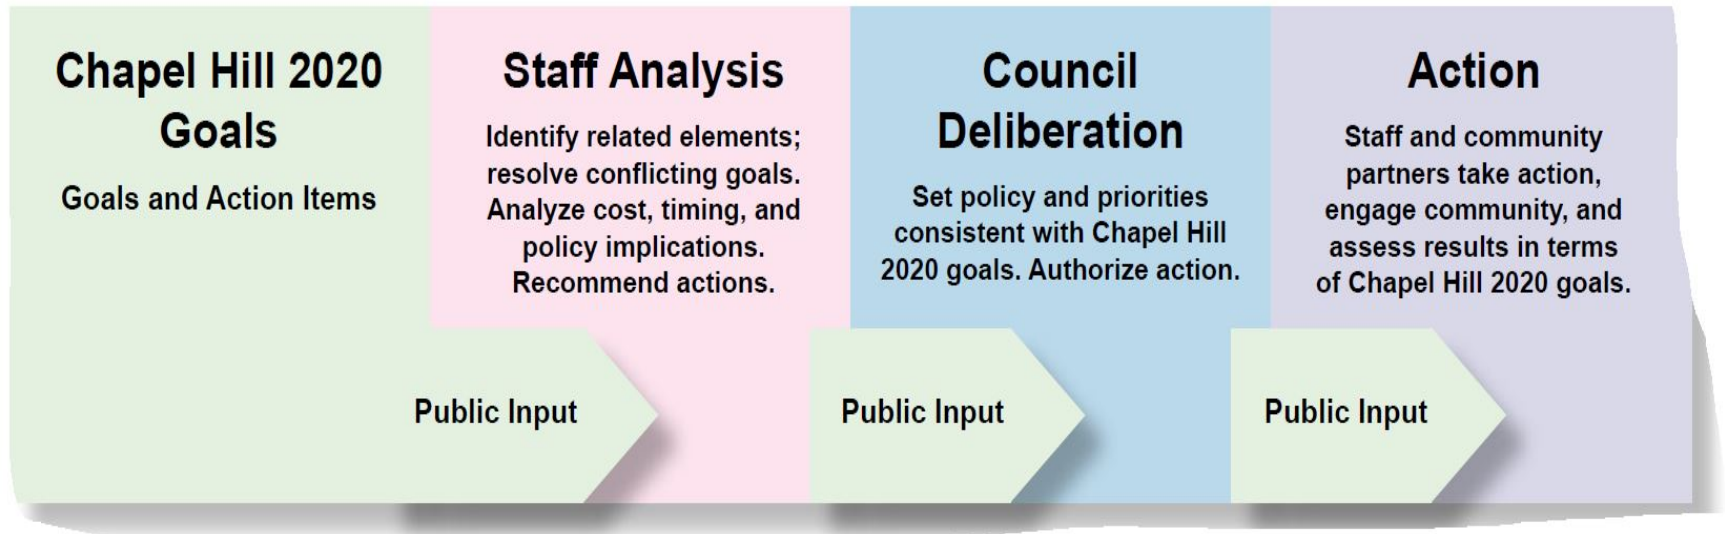 Chapel Hill 2020
Goals
Goals and Action Items
Staff Analysis
Identify related elements;
resolve conflicting goals.
Analyze cost, timing, and
policy implications.
Recommend actions.
Council
Deliberation
Set policy and priorities
consistent with Chapel Hill
2020 goals. Authorize action.
Action
Staff and community
partners take action,
engage community, and
assess results in terms
of Chapel Hill 2020 goals.
Public Input
Public Input
Public Input